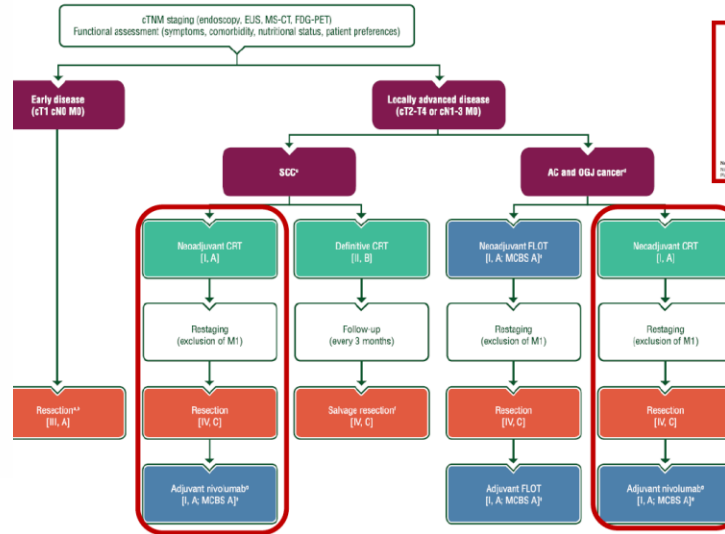 cTNM staging (endoscopy, EUS, MS-CT, FDG-PET)
Functional assessment (symptoms, comorbidity, nutritional status, patient preferences)
Early disease
(cT1 cN0 M0)
Locally advanced disease
(cT2-T4 or cN1-3 M0)
SCC
AC and OGJ cancer
Neoadjuvant CRT
[I, A]
Definitive CRT
[II, B]
Neoadjuvant FLOT
[I, A; MCBS A]
Neoadjuvant CRT
[I, A]
Restaging
(exclusion of M1)
Follow-up
(every 3 months)
Restaging
(exclusion of M1)
Restaging
(exclusion of M1)
Resection
[III, A]
Resection
[IV, C]
Salvage resection
[IV, C]
Resection
[IV, C]
Resection
[IV, C]
Adjuvant nivolumab
[I, A; MCBS A]
Adjuvant FLOT
[I, A; MCBS A]
Adjuvant nivolumab
[I, A; MCBS A]